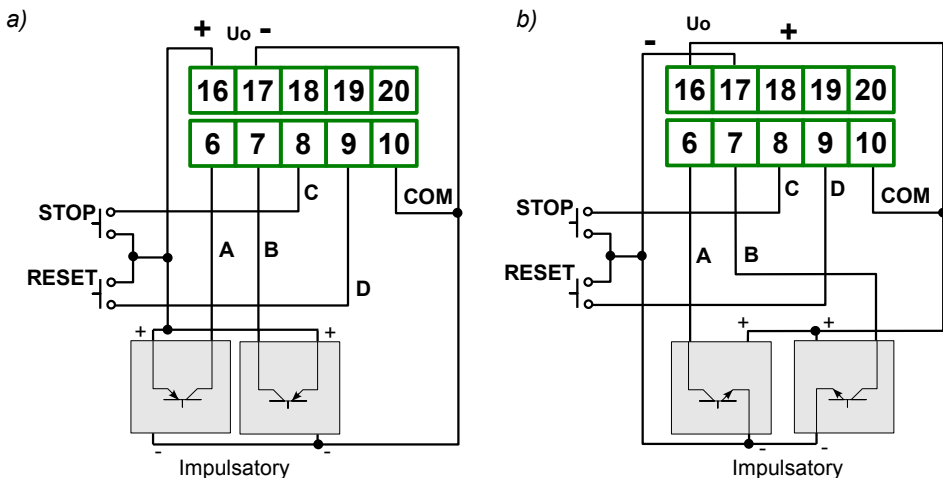 a)
+ Uo -
16 17 18 19 20
6 7 8 9 10
C
COM
STOP
A B
RESET
D
+ +
- -
Impulsatory
b)
Uo +
-
16 17 18 19 20
6 7 8 9 10
C D
COM
STOP
A B
RESET
+ +
- -
Impulsatory